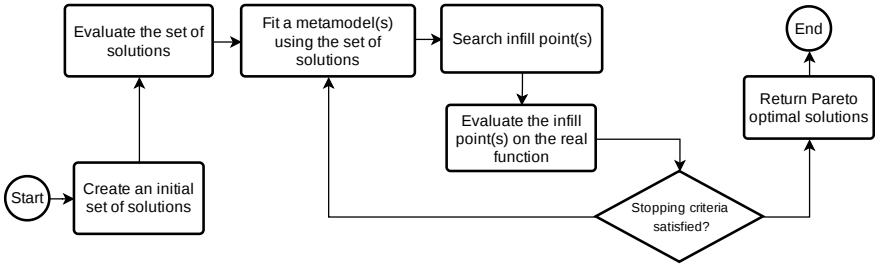 Start
Create an initial
set of solutions
Evaluate the set of
solutions
Fit a metamodel(s)
using the set of
solutions
Search infill point(s)
Evaluate the infill
point(s) on the real
function
Stopping criteria
satisfied?
Return Pareto
optimal solutions
End